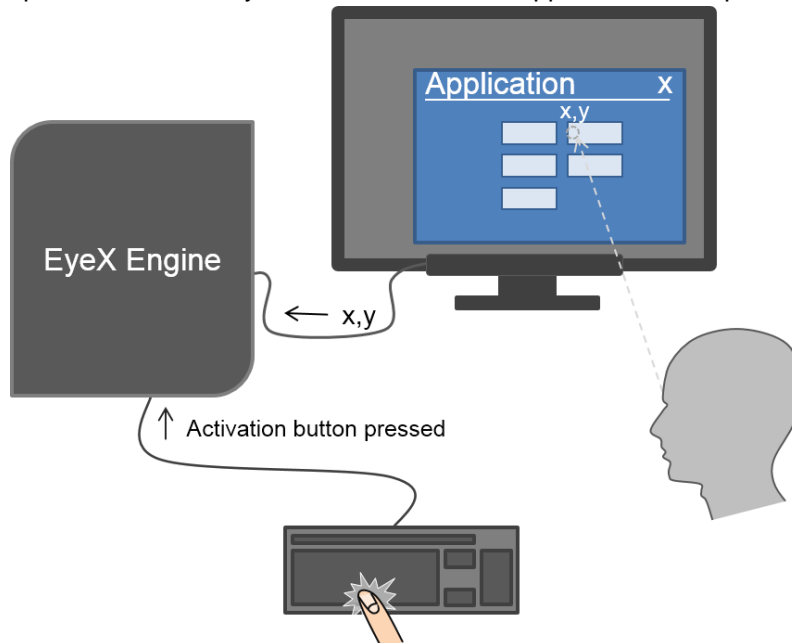 Application x
x,y
EyeX Engine
x,y
Activation button pressed